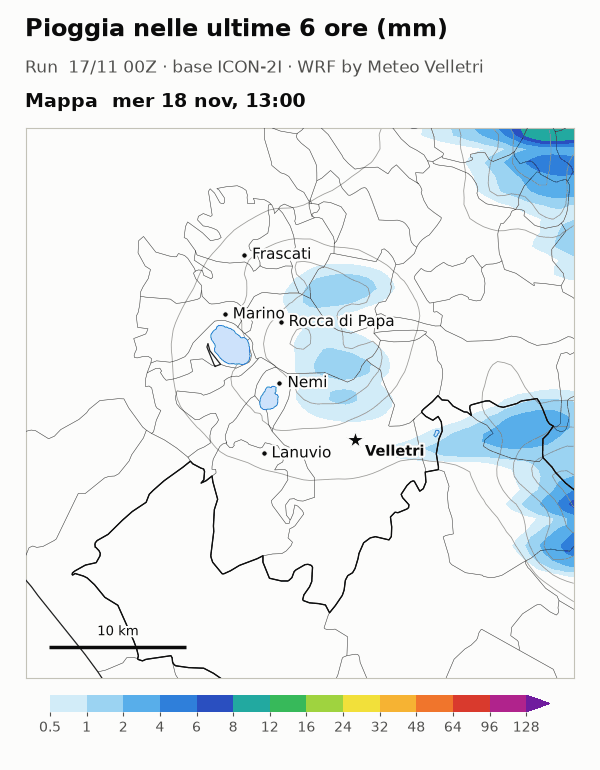 Pioggia nelle ultime 6 ore (mm)
Run  17/11 00Z · base ICON-2I · WRF by Meteo Velletri
Mappa  mer 18 nov, 13:00
Frascati
Marino
Rocca di Papa
Nemi
Velletri
Lanuvio
10 km
0.5 1 2 4 6 8 12 16 24 32 48 64 96 128